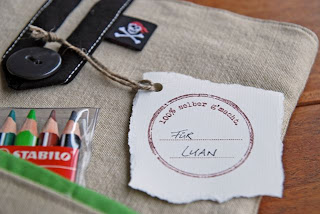 100% selber g'macht.
FÜR
LUAN
STABILO